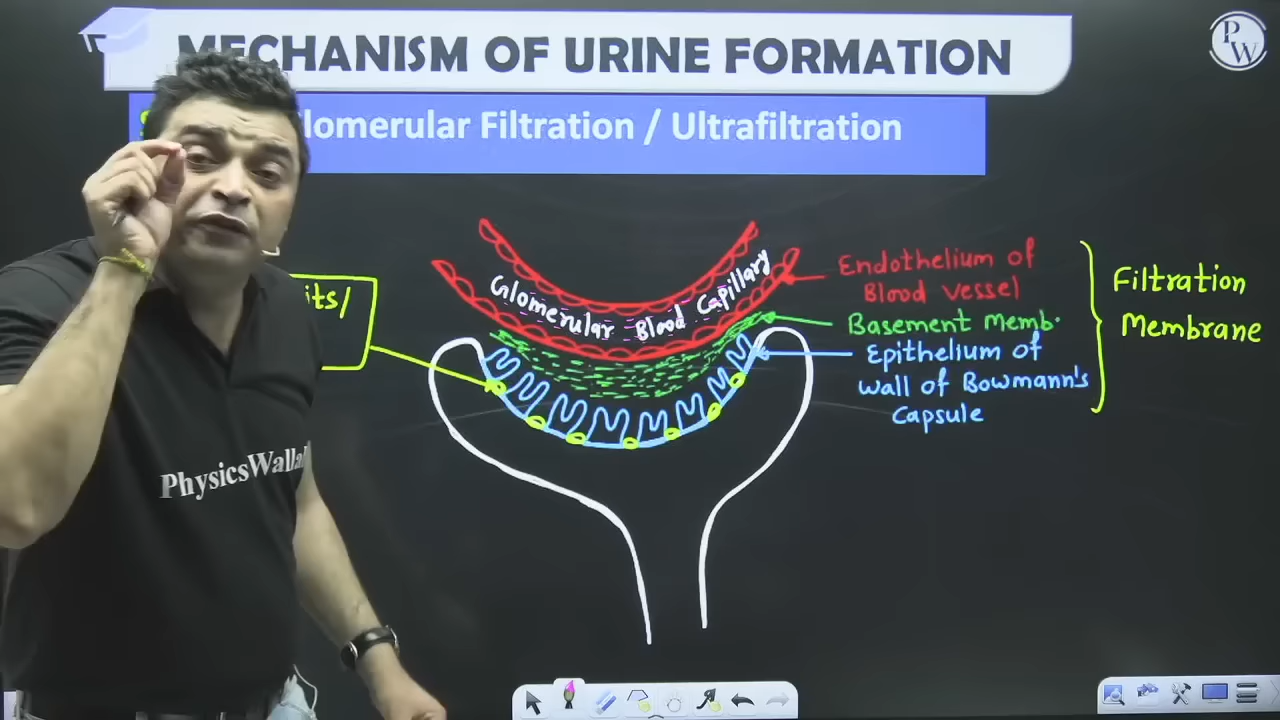 MECHANISM OF URINE FORMATION
PW
lomerular Filtration / Ultrafiltration
Glomerular Blood Capillary
Endothelium of
Blood vessel
Basement Memb.
Epithelium of
wall of Bowmann's
Capsule
Filtration
Membrane
its/
PhysicsWalla